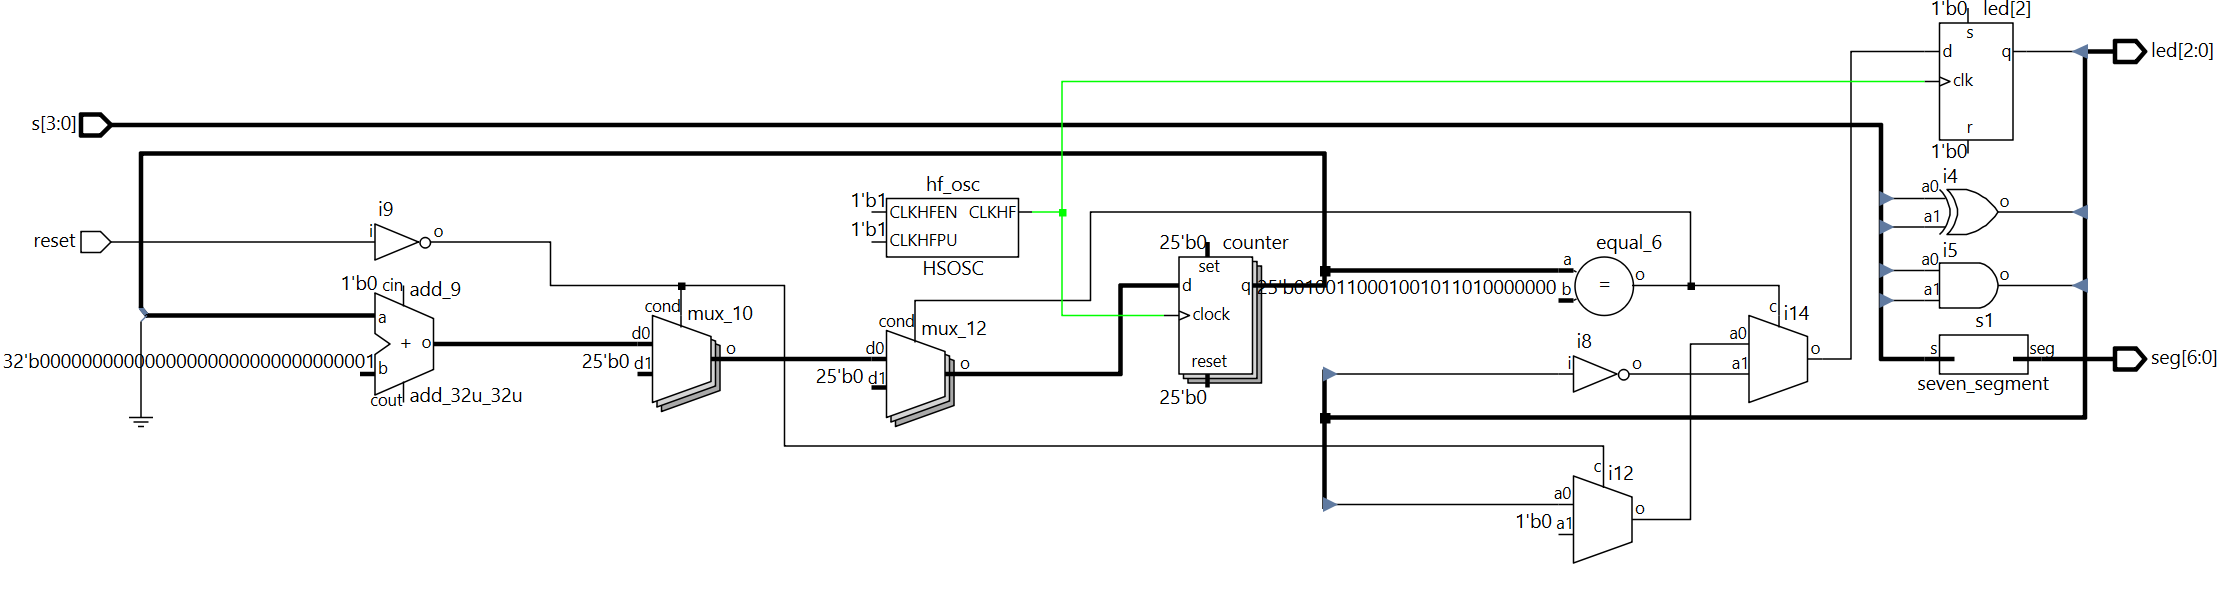 1'b0 led[2]
s
d q
led[2:0]
clk
s[3:0]
r
1'b0
i4
a0
a1 o
hf_osc
1'b1 CLKHFEN CLKHF
1'b1 CLKHFPU
HSOSC
i9
reset i o
25'b0 counter
set
d q
clock
reset
25'b0
equal_6
a
25'b0100110001001011010000000 b
= o
i5
a0
a1 o
1'b0 cin add_9
a
+ o
32'b00000000000000000000000000000001 b
cout add_32u_32u
cond mux_10
d0
25'b0 d1 o
cond mux_12
d0
25'b0 d1 o
c i14
a0
a1 o
i8
i o
s1
s seg
seven_segment
seg[6:0]
c i12
a0
1'b0 a1 o